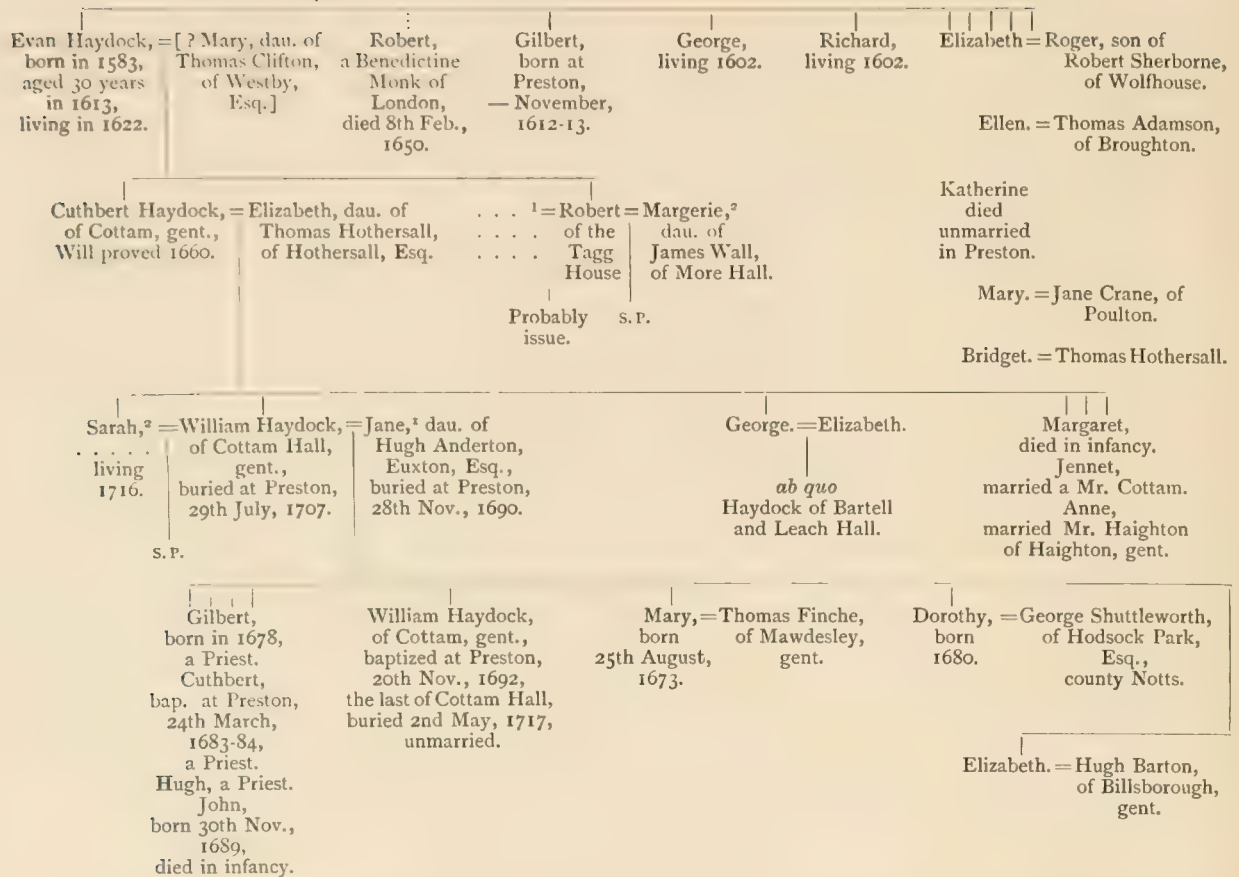 Evan Haydock, = [ ? Mary, dau. of
born in 1583, Thomas Clifton,
aged 30 years of Westby,
in 1613, Esq.]
living in 1622.
Robert,
a Benedictine
Monk of
London,
died 8th Feb.,
1650.
Gilbert,
born at
Preston,
— November,
1612-13.
George,
living 1602.
Richard,
living 1602.
Elizabeth = Roger, son of
Robert Sherborne,
of Wolfhouse.
Ellen. = Thomas Adamson,
of Broughton.
Katherine
died
unmarried
in Preston.
Mary. = Jane Crane, of
Poulton.
Bridget. = Thomas Hothersall.
Cuthbert Haydock, = Elizabeth, dau. of
of Cottam, gent., Thomas Hothersall,
Will proved 1660. of Hothersall, Esq.
. . . . ¹ = Robert = Margerie,²
. . . . of the dau. of
. . . . Tagg James Wall,
House of More Hall.
Probably S.P.
issue.
Sarah,² = William Haydock, = Jane,¹ dau. of
. . . . . of Cottam Hall, Hugh Anderton,
living gent., Euxton, Esq.,
1716. buried at Preston, buried at Preston,
29th July, 1707. 28th Nov., 1690.
S.P.
George. = Elizabeth.
ab quo
Haydock of Bartell
and Leach Hall.
Margaret,
died in infancy.
Jennet,
married a Mr. Cottam.
Anne,
married Mr. Haighton
of Haighton, gent.
Gilbert,
born in 1678,
a Priest.
Cuthbert,
bap. at Preston,
24th March,
1683-84,
a Priest.
Hugh, a Priest.
John,
born 30th Nov.,
1689,
died in infancy.
William Haydock,
of Cottam, gent.,
baptized at Preston,
20th Nov., 1692,
the last of Cottam Hall,
buried 2nd May, 1717,
unmarried.
Mary, = Thomas Finche,
born of Mawdesley,
25th August, gent.
1673.
Dorothy, = George Shuttleworth,
born of Hodsock Park,
1680. Esq.,
county Notts.
Elizabeth. = Hugh Barton,
of Billsborough,
gent.